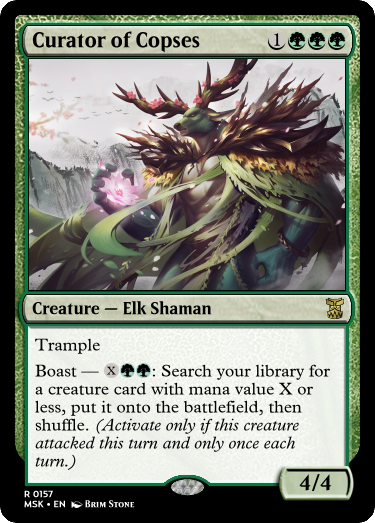 Curator of Copses 1
Creature — Elk Shaman
Trample
Boast — X: Search your library for
a creature card with mana value X or
less, put it onto the battlefield, then
shuffle. (Activate only if this creature
attacked this turn and only once each
turn.)
4/4
R 0157
MSK • EN Brim Stone